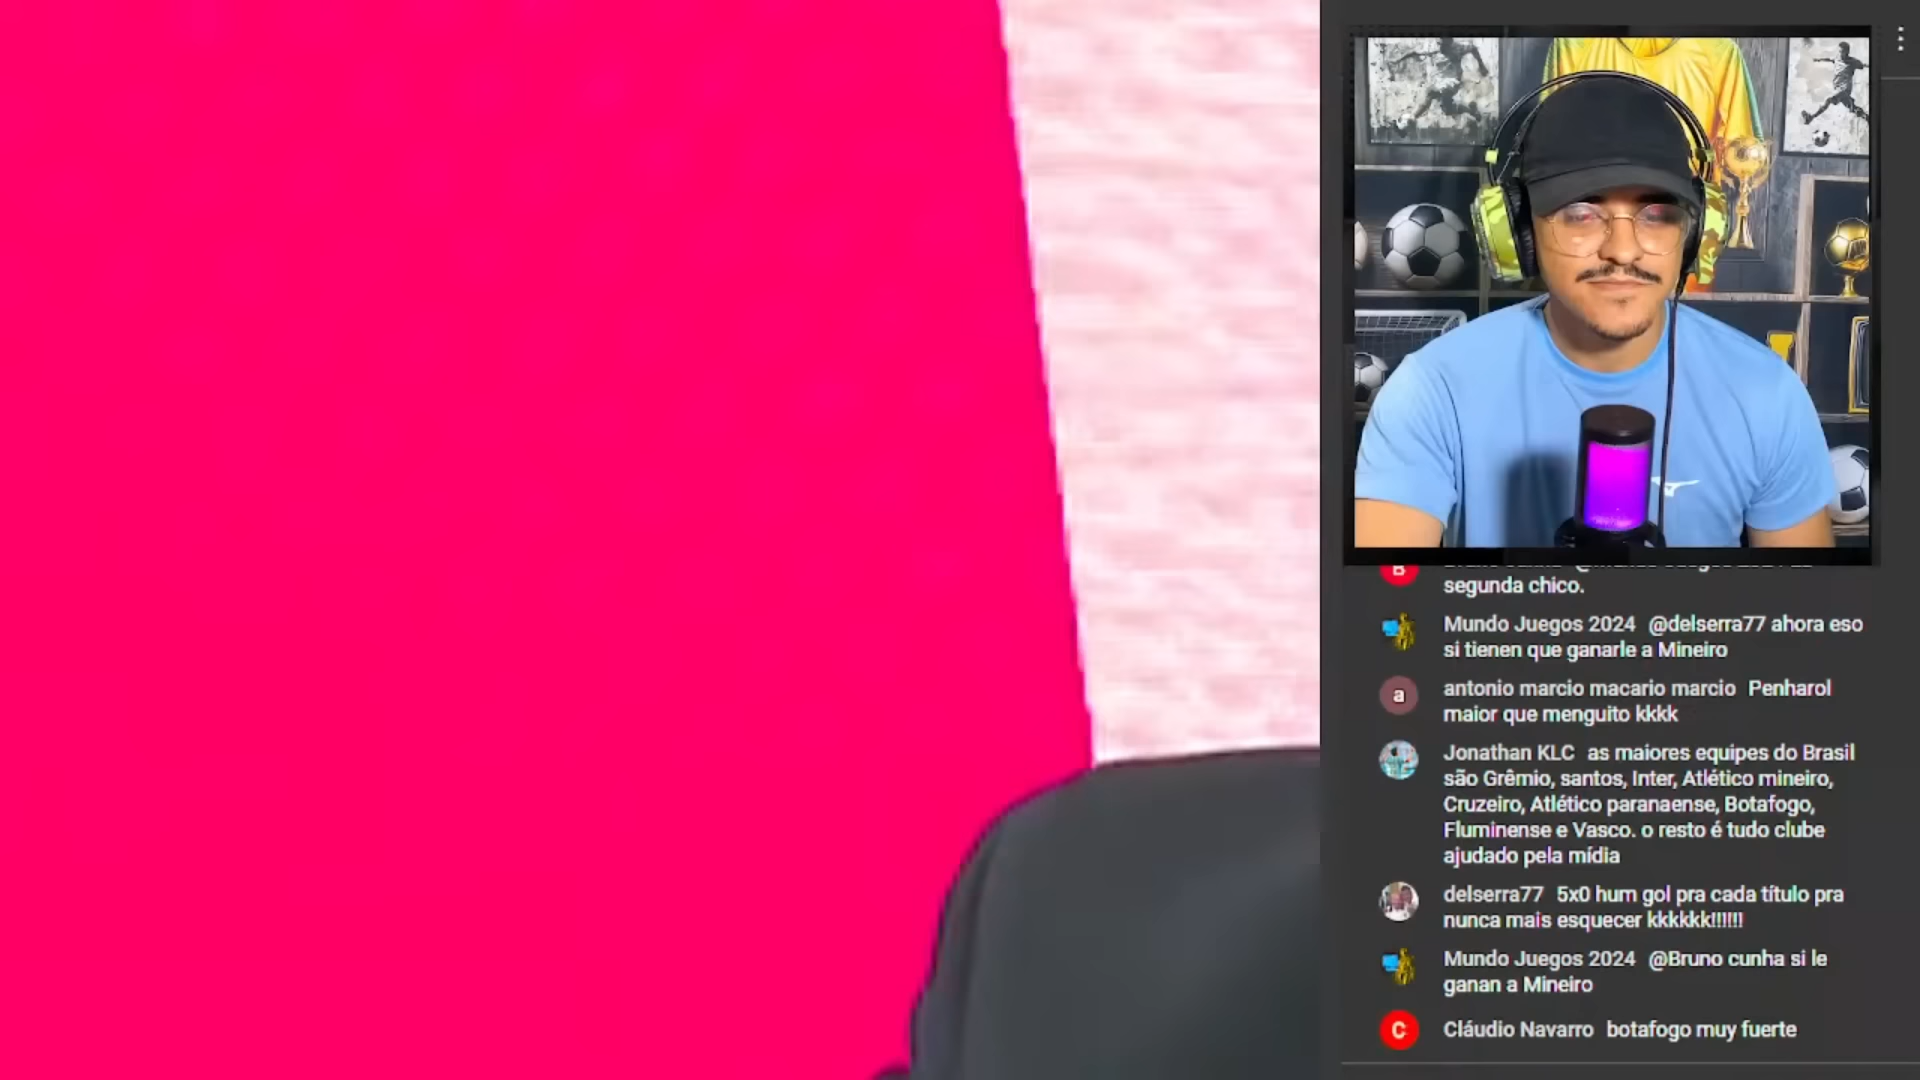 segunda chico.
Mundo Juegos 2024 @delserra77 ahora eso
si tienen que ganarle a Mineiro
a antonio marcio macario marcio Penharol
maior que menguito kkkk
Jonathan KLC as maiores equipes do Brasil
são Grêmio, santos, Inter, Atlético mineiro,
Cruzeiro, Atlético paranaense, Botafogo,
Fluminense e Vasco. o resto é tudo clube
ajudado pela mídia
delserra77 5x0 hum gol pra cada título pra
nunca mais esquecer kkkkkk!!!!!!
Mundo Juegos 2024 @Bruno cunha si le
ganan a Mineiro
C Cláudio Navarro botafogo muy fuerte